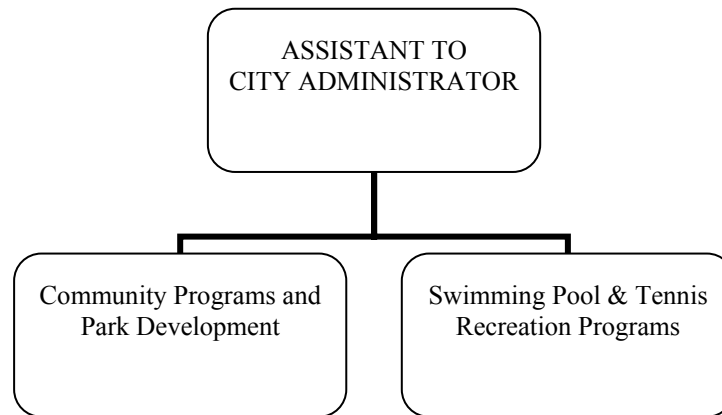 ASSISTANT TO
CITY ADMINISTRATOR
Community Programs and
Park Development
Swimming Pool & Tennis
Recreation Programs